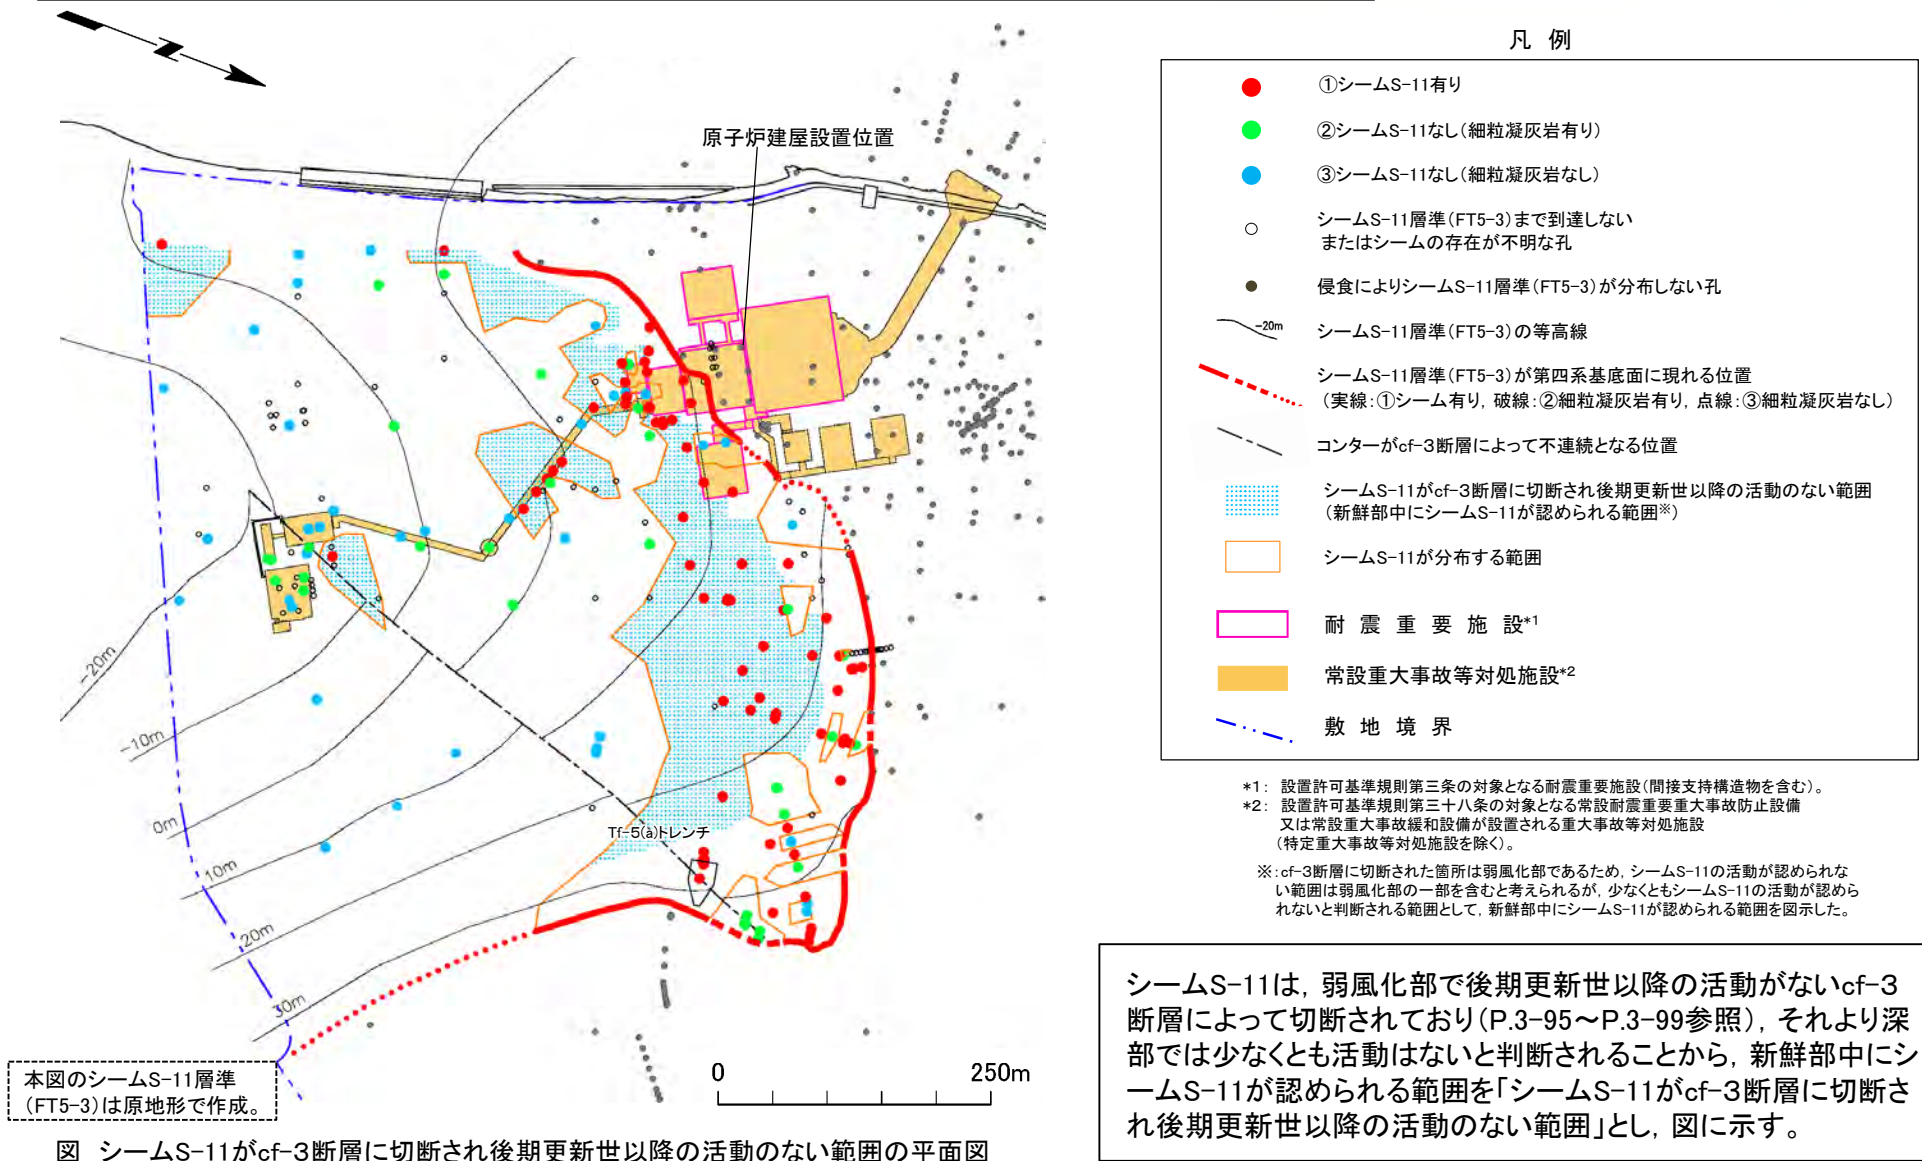 原子炉建屋設置位置
Tf-5(a)トレンチ
-20m
-10m
0m
10m
20m
30m
0
250m
本図のシームS-11層準
(FT5-3)は原地形で作成。
図 シームS-11がcf-3断層に切断され後期更新世以降の活動のない範囲の平面図
凡 例
①シームS-11有り
②シームS-11なし(細粒凝灰岩有り)
③シームS-11なし(細粒凝灰岩なし)
シームS-11層準(FT5-3)まで到達しない
またはシームの存在が不明な孔
侵食によりシームS-11層準(FT5-3)が分布しない孔
-20m
シームS-11層準(FT5-3)の等高線
シームS-11層準(FT5-3)が第四系基底面に現れる位置
(実線:①シーム有り, 破線:②細粒凝灰岩有り, 点線:③細粒凝灰岩なし)
コンターがcf-3断層によって不連続となる位置
シームS-11がcf-3断層に切断され後期更新世以降の活動のない範囲
(新鮮部中にシームS-11が認められる範囲※)
シームS-11が分布する範囲
耐 震 重 要 施 設*1
常設重大事故等対処施設*2
敷 地 境 界
*1: 設置許可基準規則第三条の対象となる耐震重要施設(間接支持構造物を含む)。
*2: 設置許可基準規則第三十八条の対象となる常設耐震重要重大事故防止設備
又は常設重大事故緩和設備が設置される重大事故等対処施設
(特定重大事故等対処施設を除く)。
※:cf-3断層に切断された箇所は弱風化部であるため, シームS-11の活動が認められな
い範囲は弱風化部の一部を含むと考えられるが, 少なくともシームS-11の活動が認めら
れないと判断される範囲として, 新鮮部中にシームS-11が認められる範囲を図示した。
シームS-11は, 弱風化部で後期更新世以降の活動がないcf-3
断層によって切断されており(P.3-95～P.3-99参照), それより深
部では少なくとも活動はないと判断されることから, 新鮮部中にシ
ームS-11が認められる範囲を「シームS-11がcf-3断層に切断さ
れ後期更新世以降の活動のない範囲」とし, 図に示す。